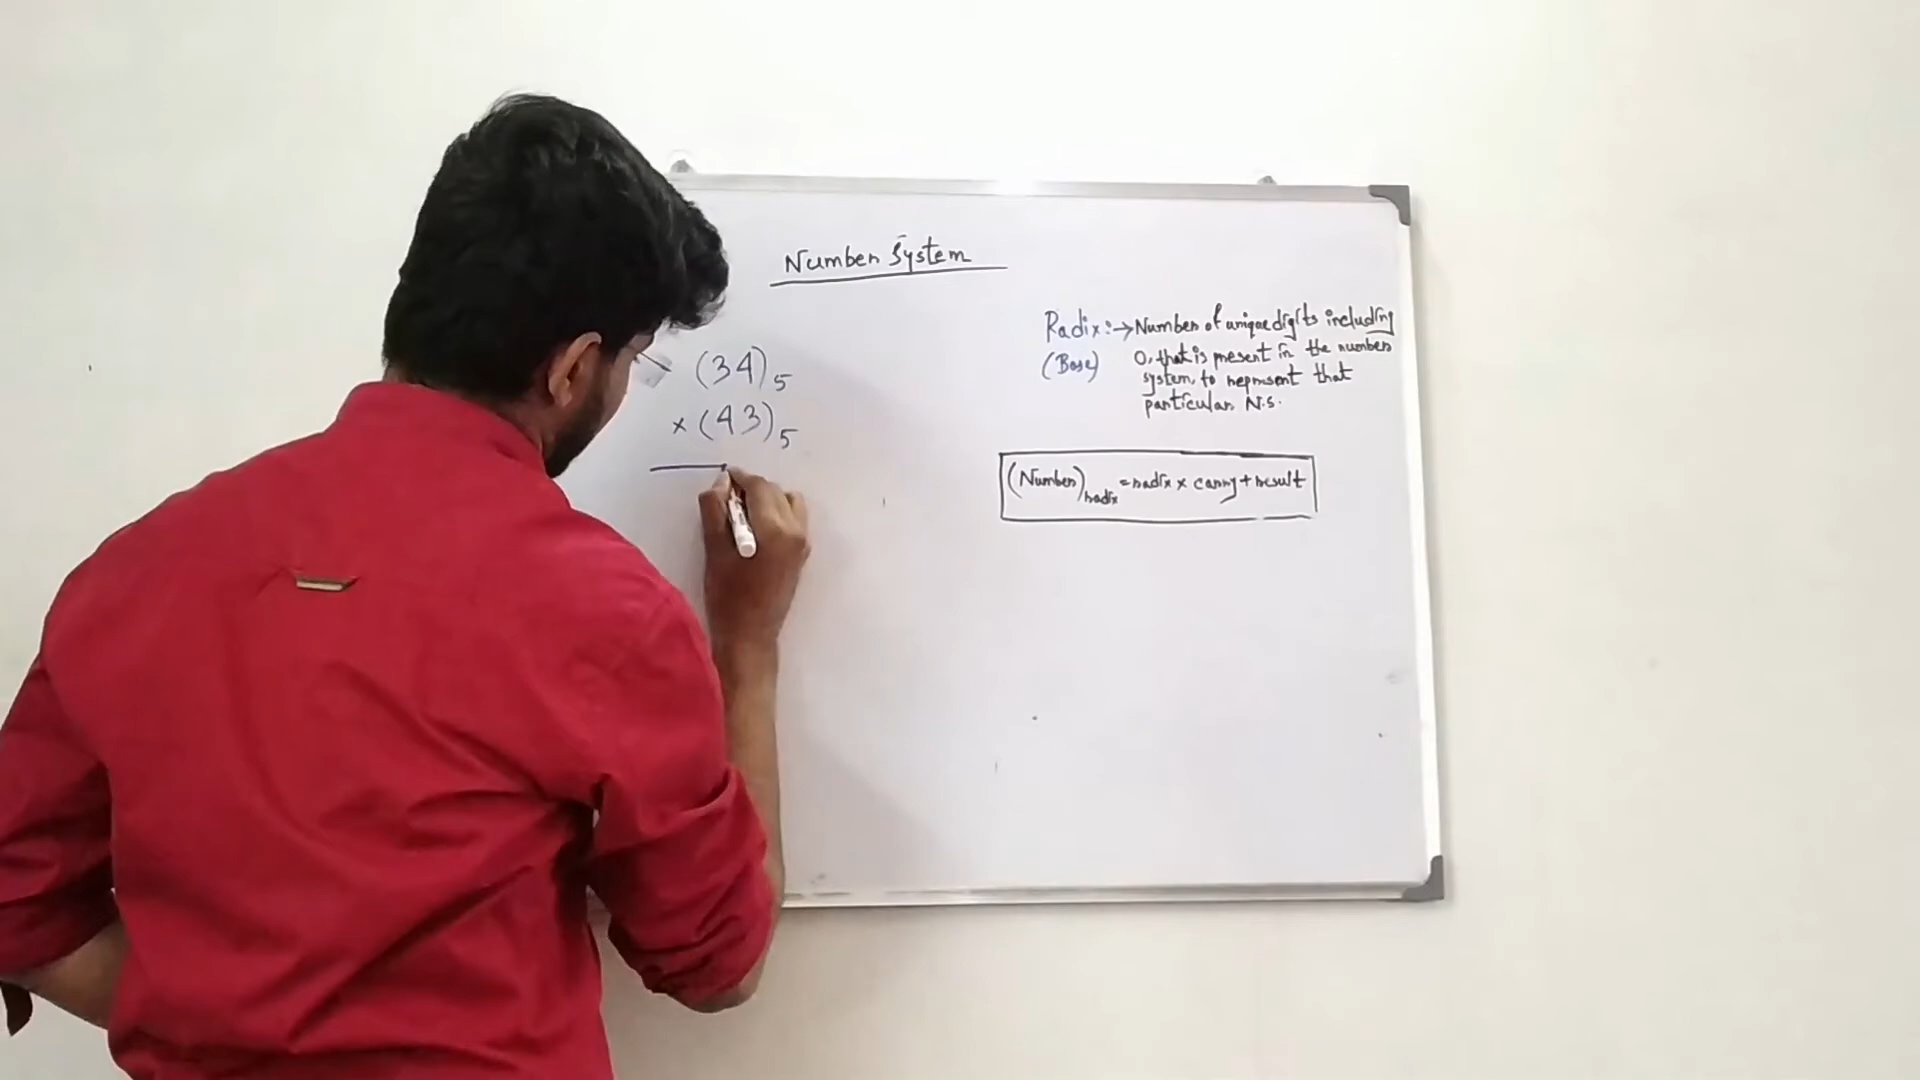 Number System
(34)5
× (43)5
Radix :→ Number of unique digits including
(Base) 0, that is present in the number
system, to represent that
particular N.S.
(Number)radix = radix × carry + result